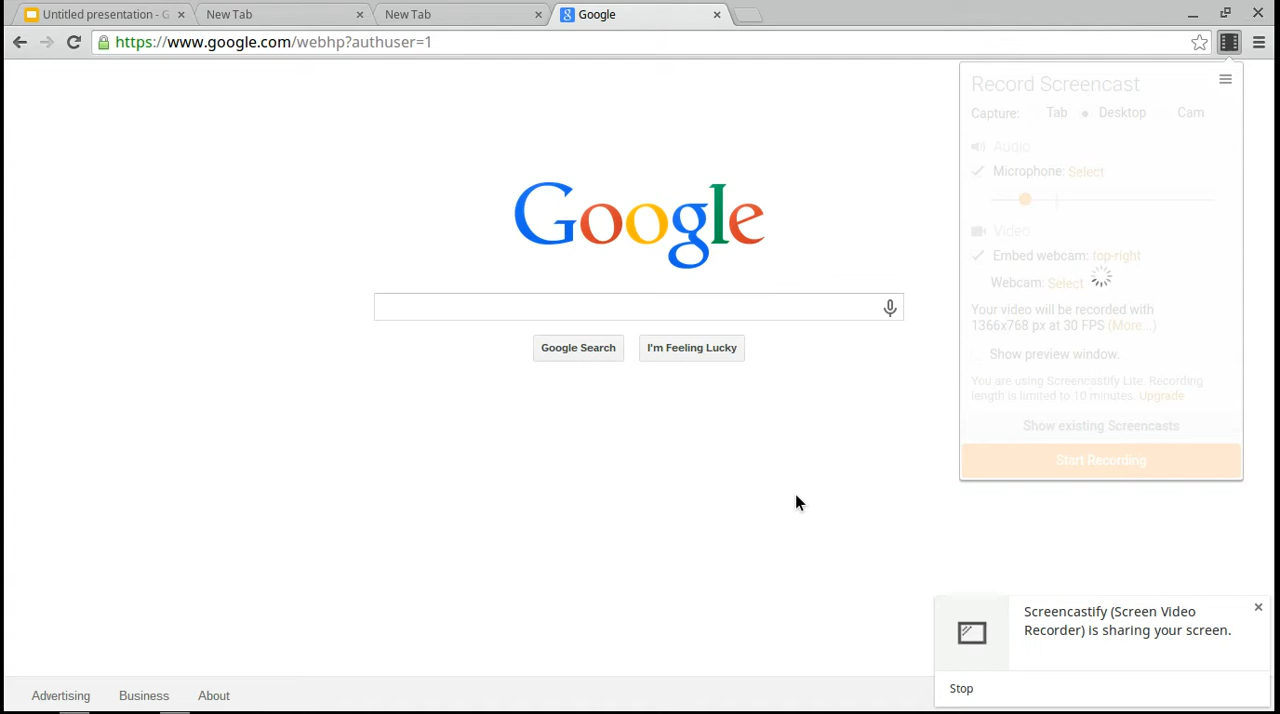 Untitled presentation - G
New Tab
New Tab
Google
https://www.google.com/webhp?authuser=1
Record Screencast
Capture: Tab Desktop Cam
Audio
Microphone: Select
Video
Embed webcam: top-right
Webcam: Select
Your video will be recorded with
1366x768 px at 30 FPS (More...)
Show preview window.
You are using Screencastify Lite. Recording
length is limited to 10 minutes. Upgrade
Show existing Screencasts
Start Recording
Google
Google Search
I'm Feeling Lucky
Screencastify (Screen Video
Recorder) is sharing your screen.
Stop
Advertising
Business
About